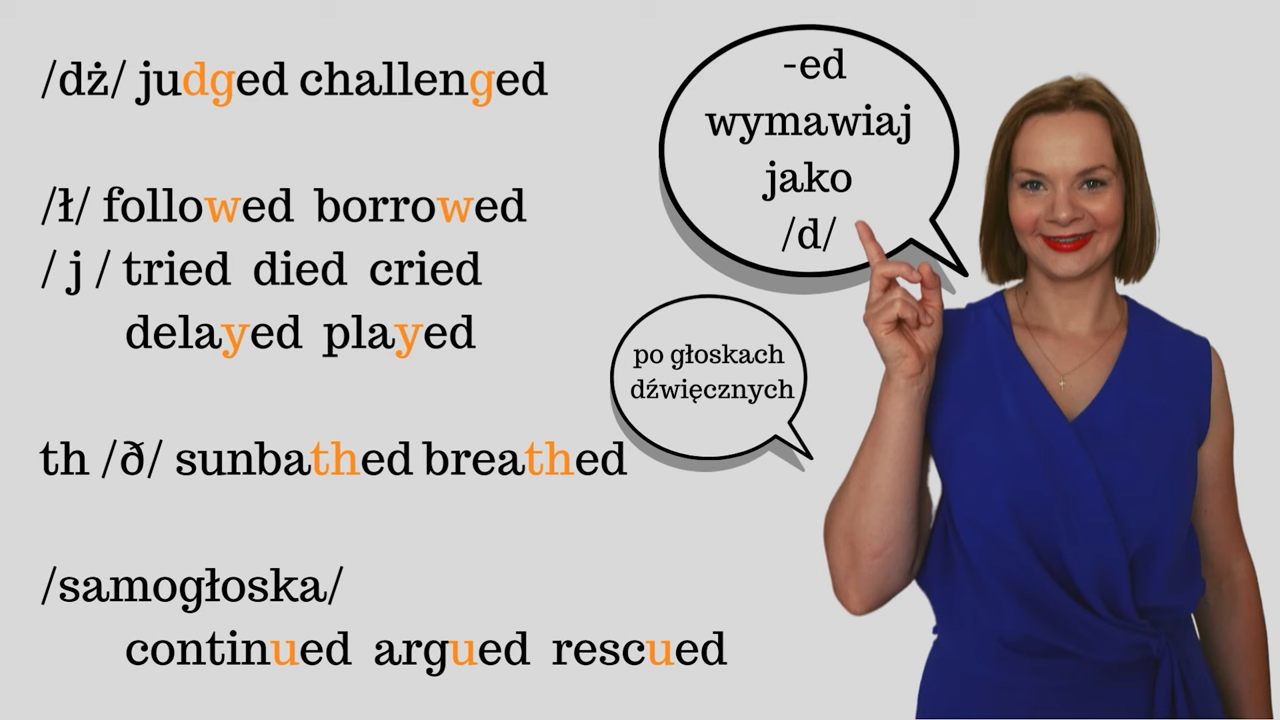 /dż/ judged challenged
/ł/ followed borrowed
/ j / tried died cried
delayed played
th /ð/ sunbathed breathed
/samogłoska/
continued argued rescued
-ed
wymawiaj
jako
/d/
po głoskach
dźwięcznych